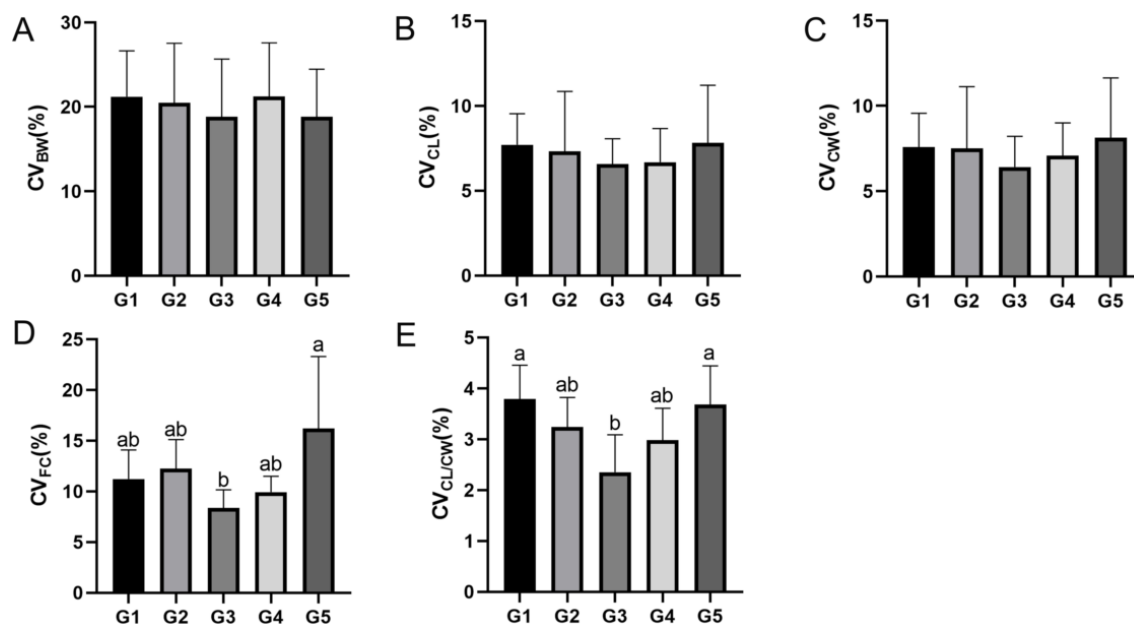 A
CV_BW(%)
30
20
10
0
G1 G2 G3 G4 G5
B
CV_CL(%)
15
10
5
0
G1 G2 G3 G4 G5
C
CV_CW(%)
15
10
5
0
G1 G2 G3 G4 G5
D
CV_FC(%)
25
20
15
10
5
0
ab ab b ab a
G1 G2 G3 G4 G5
E
CV_CL/CW(%)
5
4
3
2
1
0
a ab b ab a
G1 G2 G3 G4 G5